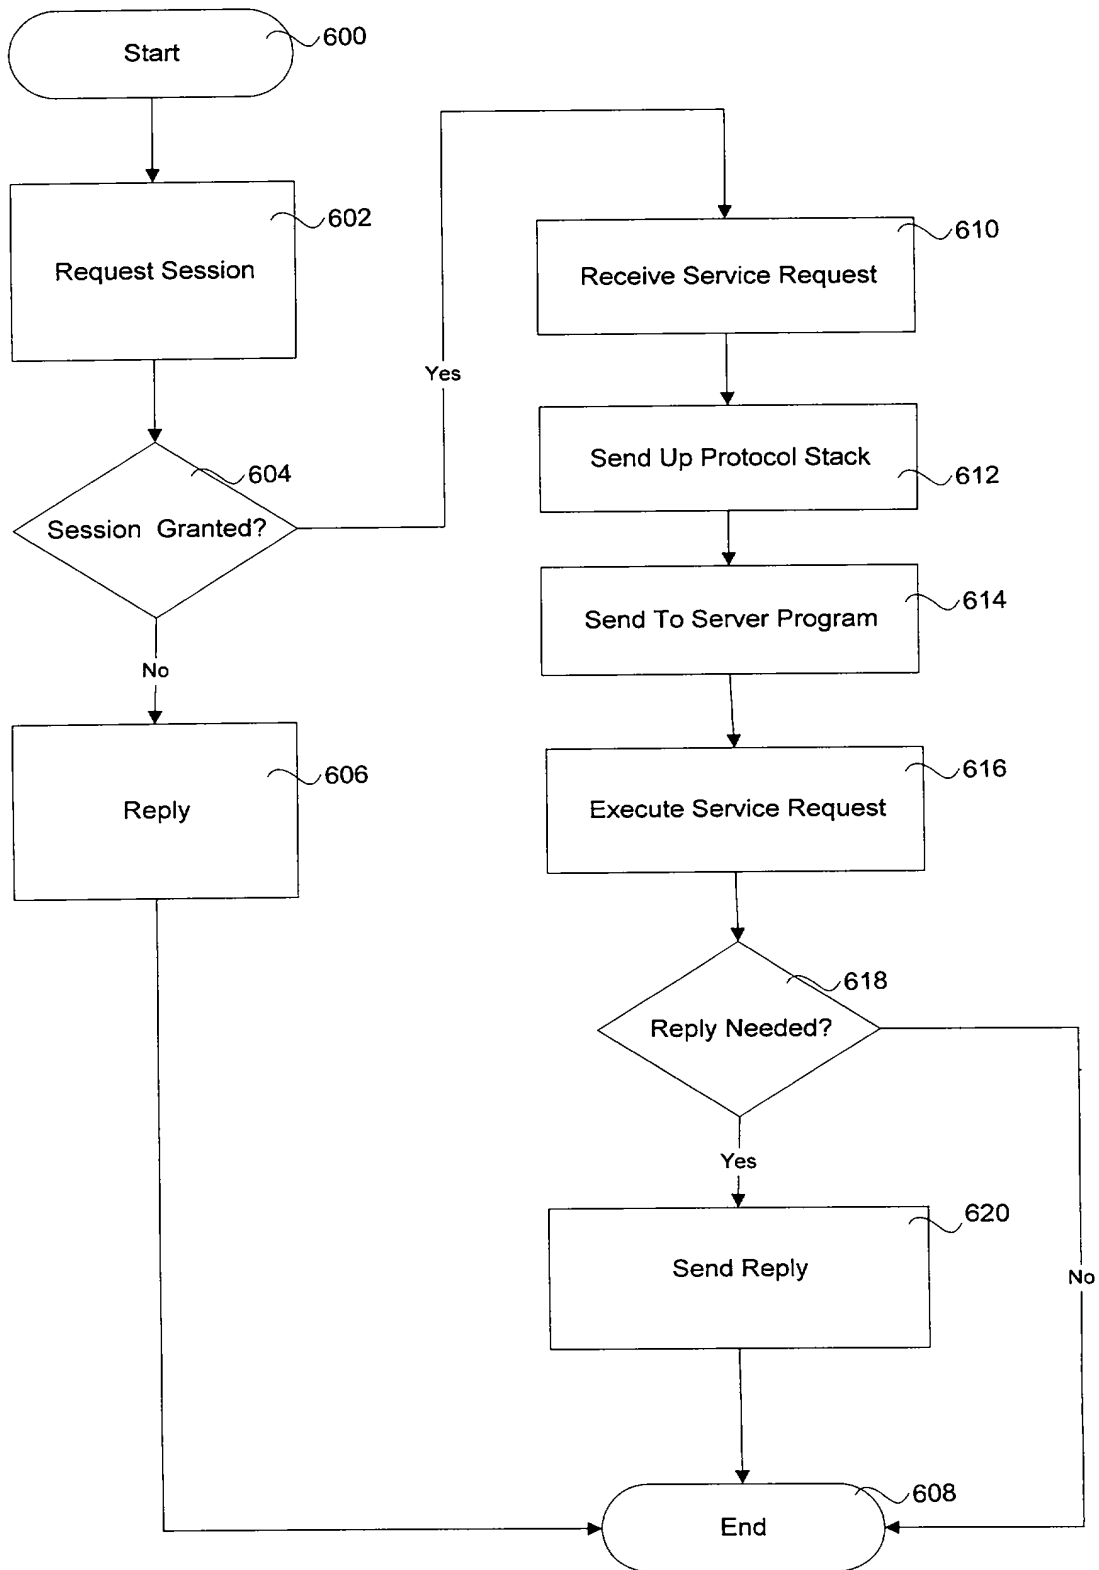 Start
600
Request Session
602
Session Granted?
604
Yes
No
Reply
606
Receive Service Request
610
Send Up Protocol Stack
612
Send To Server Program
614
Execute Service Request
616
Reply Needed?
618
Yes
No
Send Reply
620
End
608